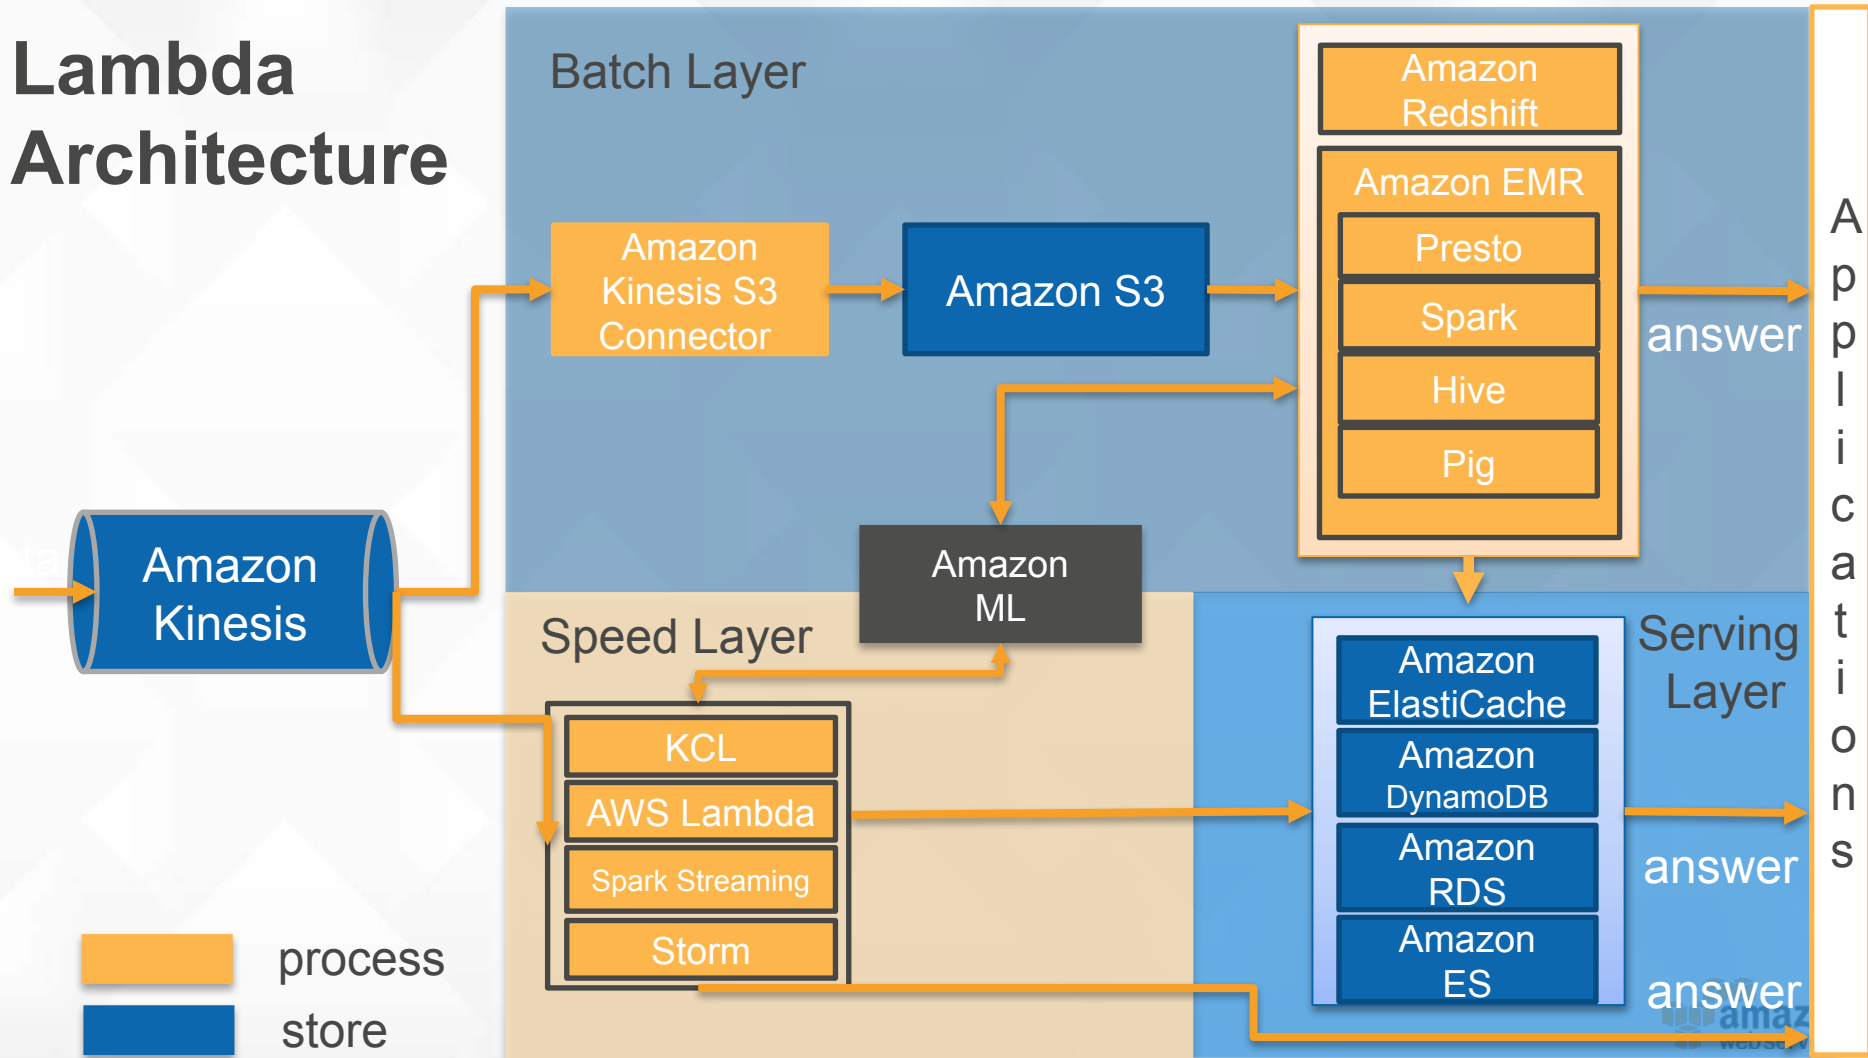 Lambda
Architecture
Batch Layer
Amazon
Redshift
Amazon EMR
Presto
Spark
Hive
Pig
Amazon
Kinesis S3
Connector
Amazon S3
answer
Applications
Amazon
Kinesis
Amazon
ML
Speed Layer
KCL
AWS Lambda
Spark Streaming
Storm
Serving
Layer
Amazon
ElastiCache
Amazon
DynamoDB
Amazon
RDS
Amazon
ES
answer
answer
process
store